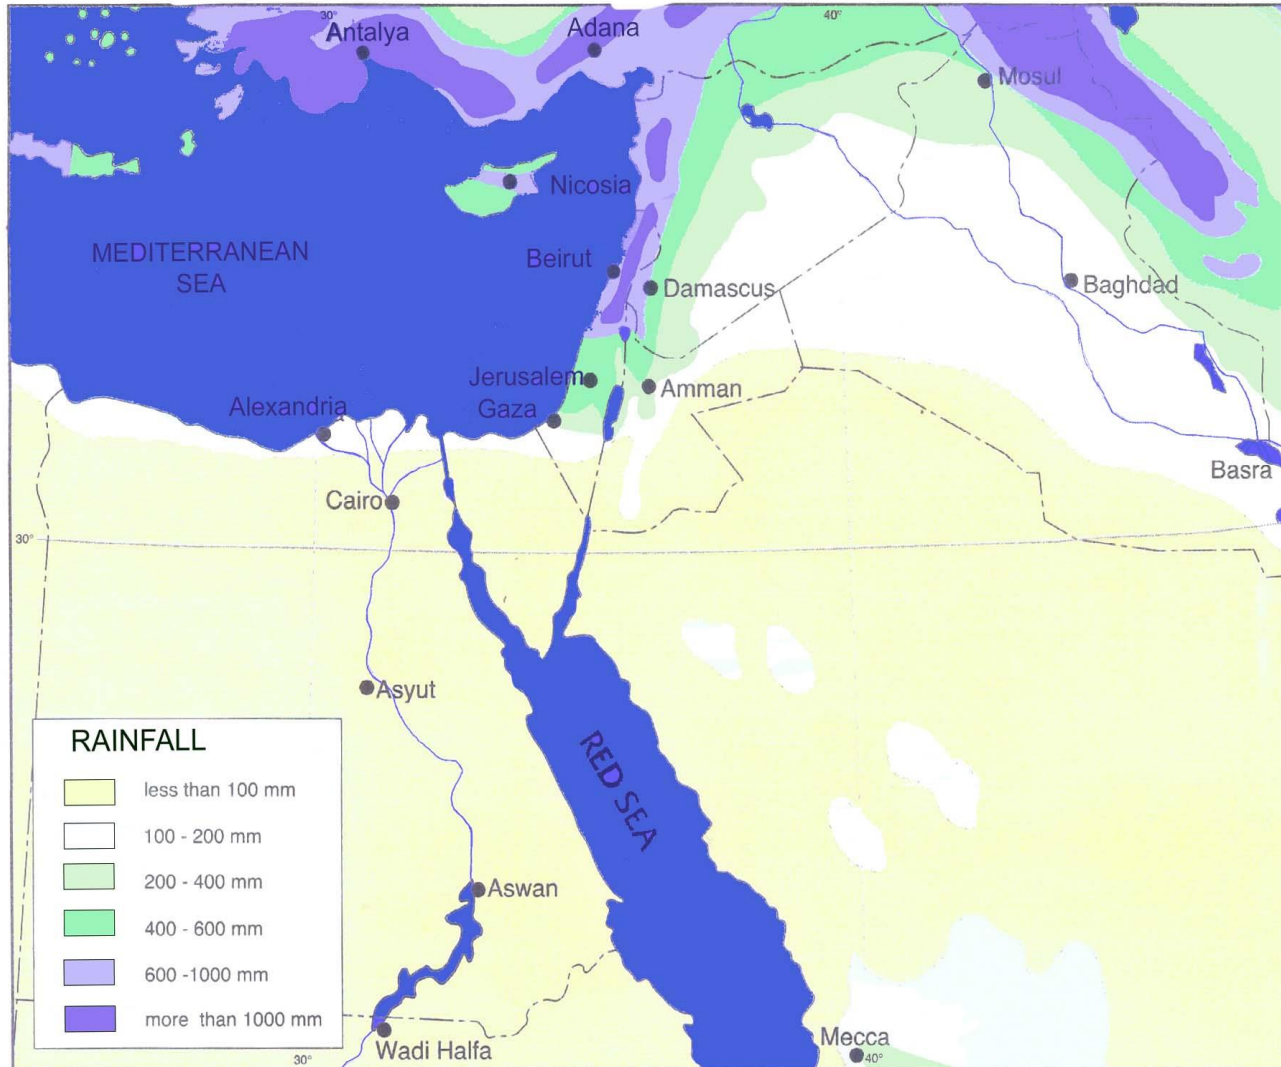 30°
40°
Antalya
Adana
Mosul
Nicosia
MEDITERRANEAN
SEA
Beirut
Damascus
Baghdad
Jerusalem
Gaza
Amman
Alexandria
Basra
Cairo
30°
Asyut
RED SEA
RAINFALL
less than 100 mm
100 - 200 mm
200 - 400 mm
400 - 600 mm
600 -1000 mm
more than 1000 mm
Aswan
Wadi Halfa
Mecca
30°
40°